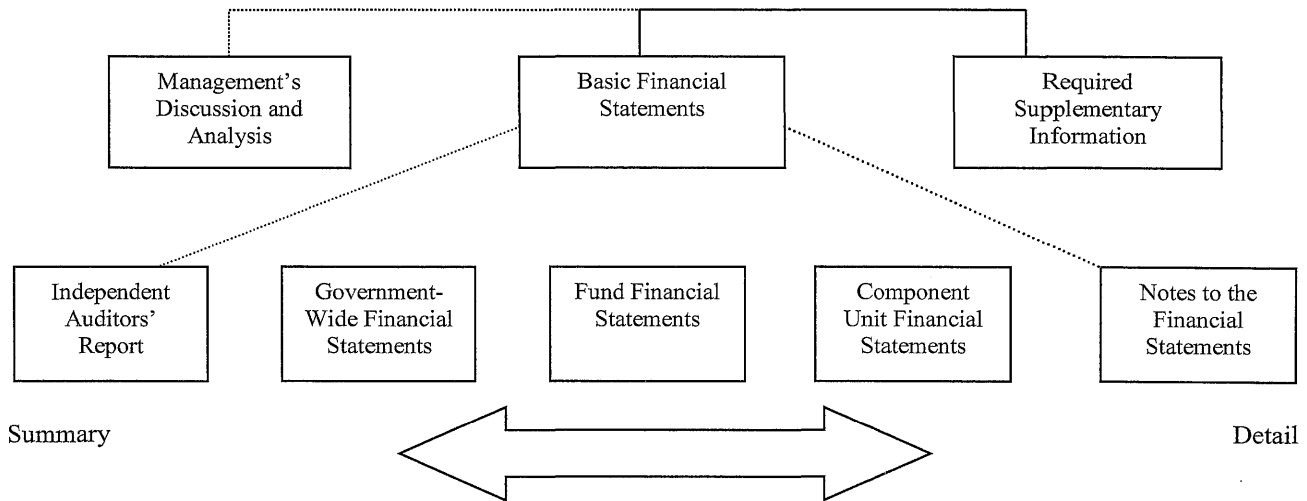 Management's
Discussion and
Analysis
Basic Financial
Statements
Required
Supplementary
Information
Independent
Auditors'
Report
Government-
Wide Financial
Statements
Fund Financial
Statements
Component
Unit Financial
Statements
Notes to the
Financial
Statements
Summary
Detail